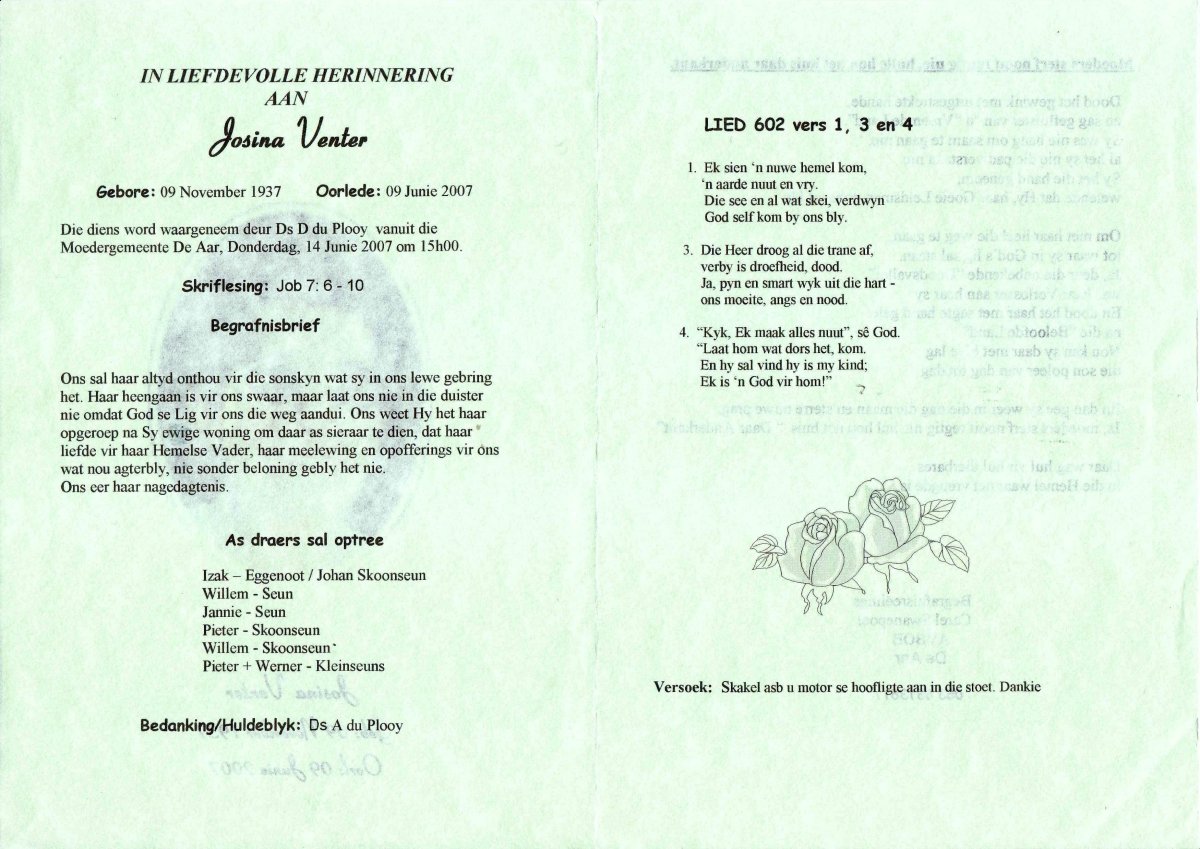 IN LIEFDEVOLLE HERINNERING
AAN
Josina Venter
Gebore: 09 November 1937 Oorlede: 09 Junie 2007
Die diens word waargeneem deur Ds D du Plooy vanuit die
Moedergemeente De Aar, Donderdag, 14 Junie 2007 om 15h00.
Skriflesing: Job 7: 6 - 10
Begrafnisbrief
Ons sal haar altyd onthou vir die sonskyn wat sy in ons lewe gebring
het. Haar heengaan is vir ons swaar, maar laat ons nie in die duister
nie omdat God se Lig vir ons die weg aandui. Ons weet Hy het haar
opgeroep na Sy ewige woning om daar as sieraar te dien, dat haar
liefde vir haar Hemelse Vader, haar meelewing en opofferings vir ons
wat nou agterbly, nie sonder beloning gebly het nie.
Ons eer haar nagedagtenis.
As draers sal optree
Izak – Eggenoot / Johan Skoonseun
Willem - Seun
Jannie - Seun
Pieter - Skoonseun
Willem - Skoonseun
Pieter + Werner - Kleinseuns
Josina Venter
Oorl. 09 Junie 2007
Bedanking/Huldeblyk: Ds A du Plooy
LIED 602 vers 1, 3 en 4
1. Ek sien ‘n nuwe hemel kom,
‘n aarde nuut en vry.
Die see en al wat skei, verdwyn
God self kom by ons bly.
3. Die Heer droog al die trane af,
verby is droefheid, dood.
Ja, pyn en smart wyk uit die hart -
ons moeite, angs en nood.
4. “Kyk, Ek maak alles nuut”, sê God.
“Laat hom wat dors het, kom.
En hy sal vind hy is my kind;
Ek is ‘n God vir hom!”
Versoek: Skakel asb u motor se hoofligte aan in die stoet. Dankie